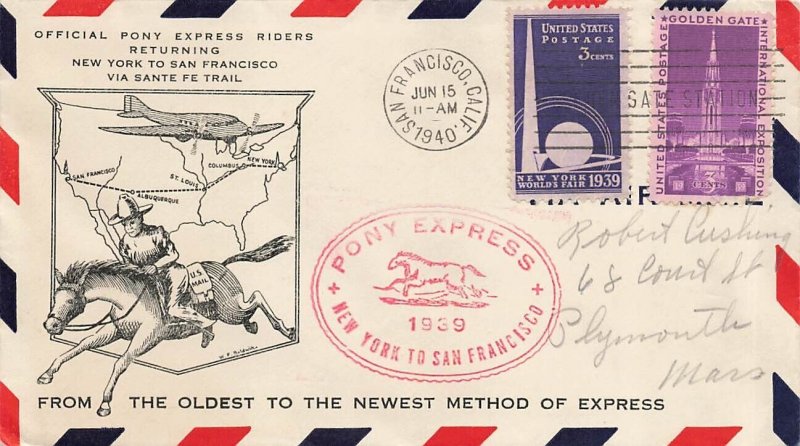 OFFICIAL PONY EXPRESS RIDERS
RETURNING
NEW YORK TO SAN FRANCISCO
VIA SANTE FE TRAIL
SAN FRANCISCO
ALBUQUERQUE
ST. LOUIS
COLUMBUS
NEW YORK
U.S. MAIL
SAN FRANCISCO, CALIF.
JUN 15
11-AM
1940
UNITED STATES
POSTAGE
3 CENTS
NEW YORK
WORLD'S FAIR 1939
GOLDEN GATE
INTERNATIONAL EXPOSITION
UNITED STATES POSTAGE
3
CENTS
STATION
PONY EXPRESS
1939
NEW YORK TO SAN FRANCISCO
Robert Cushing
68 Court St
Plymouth
Mass
FROM THE OLDEST TO THE NEWEST METHOD OF EXPRESS